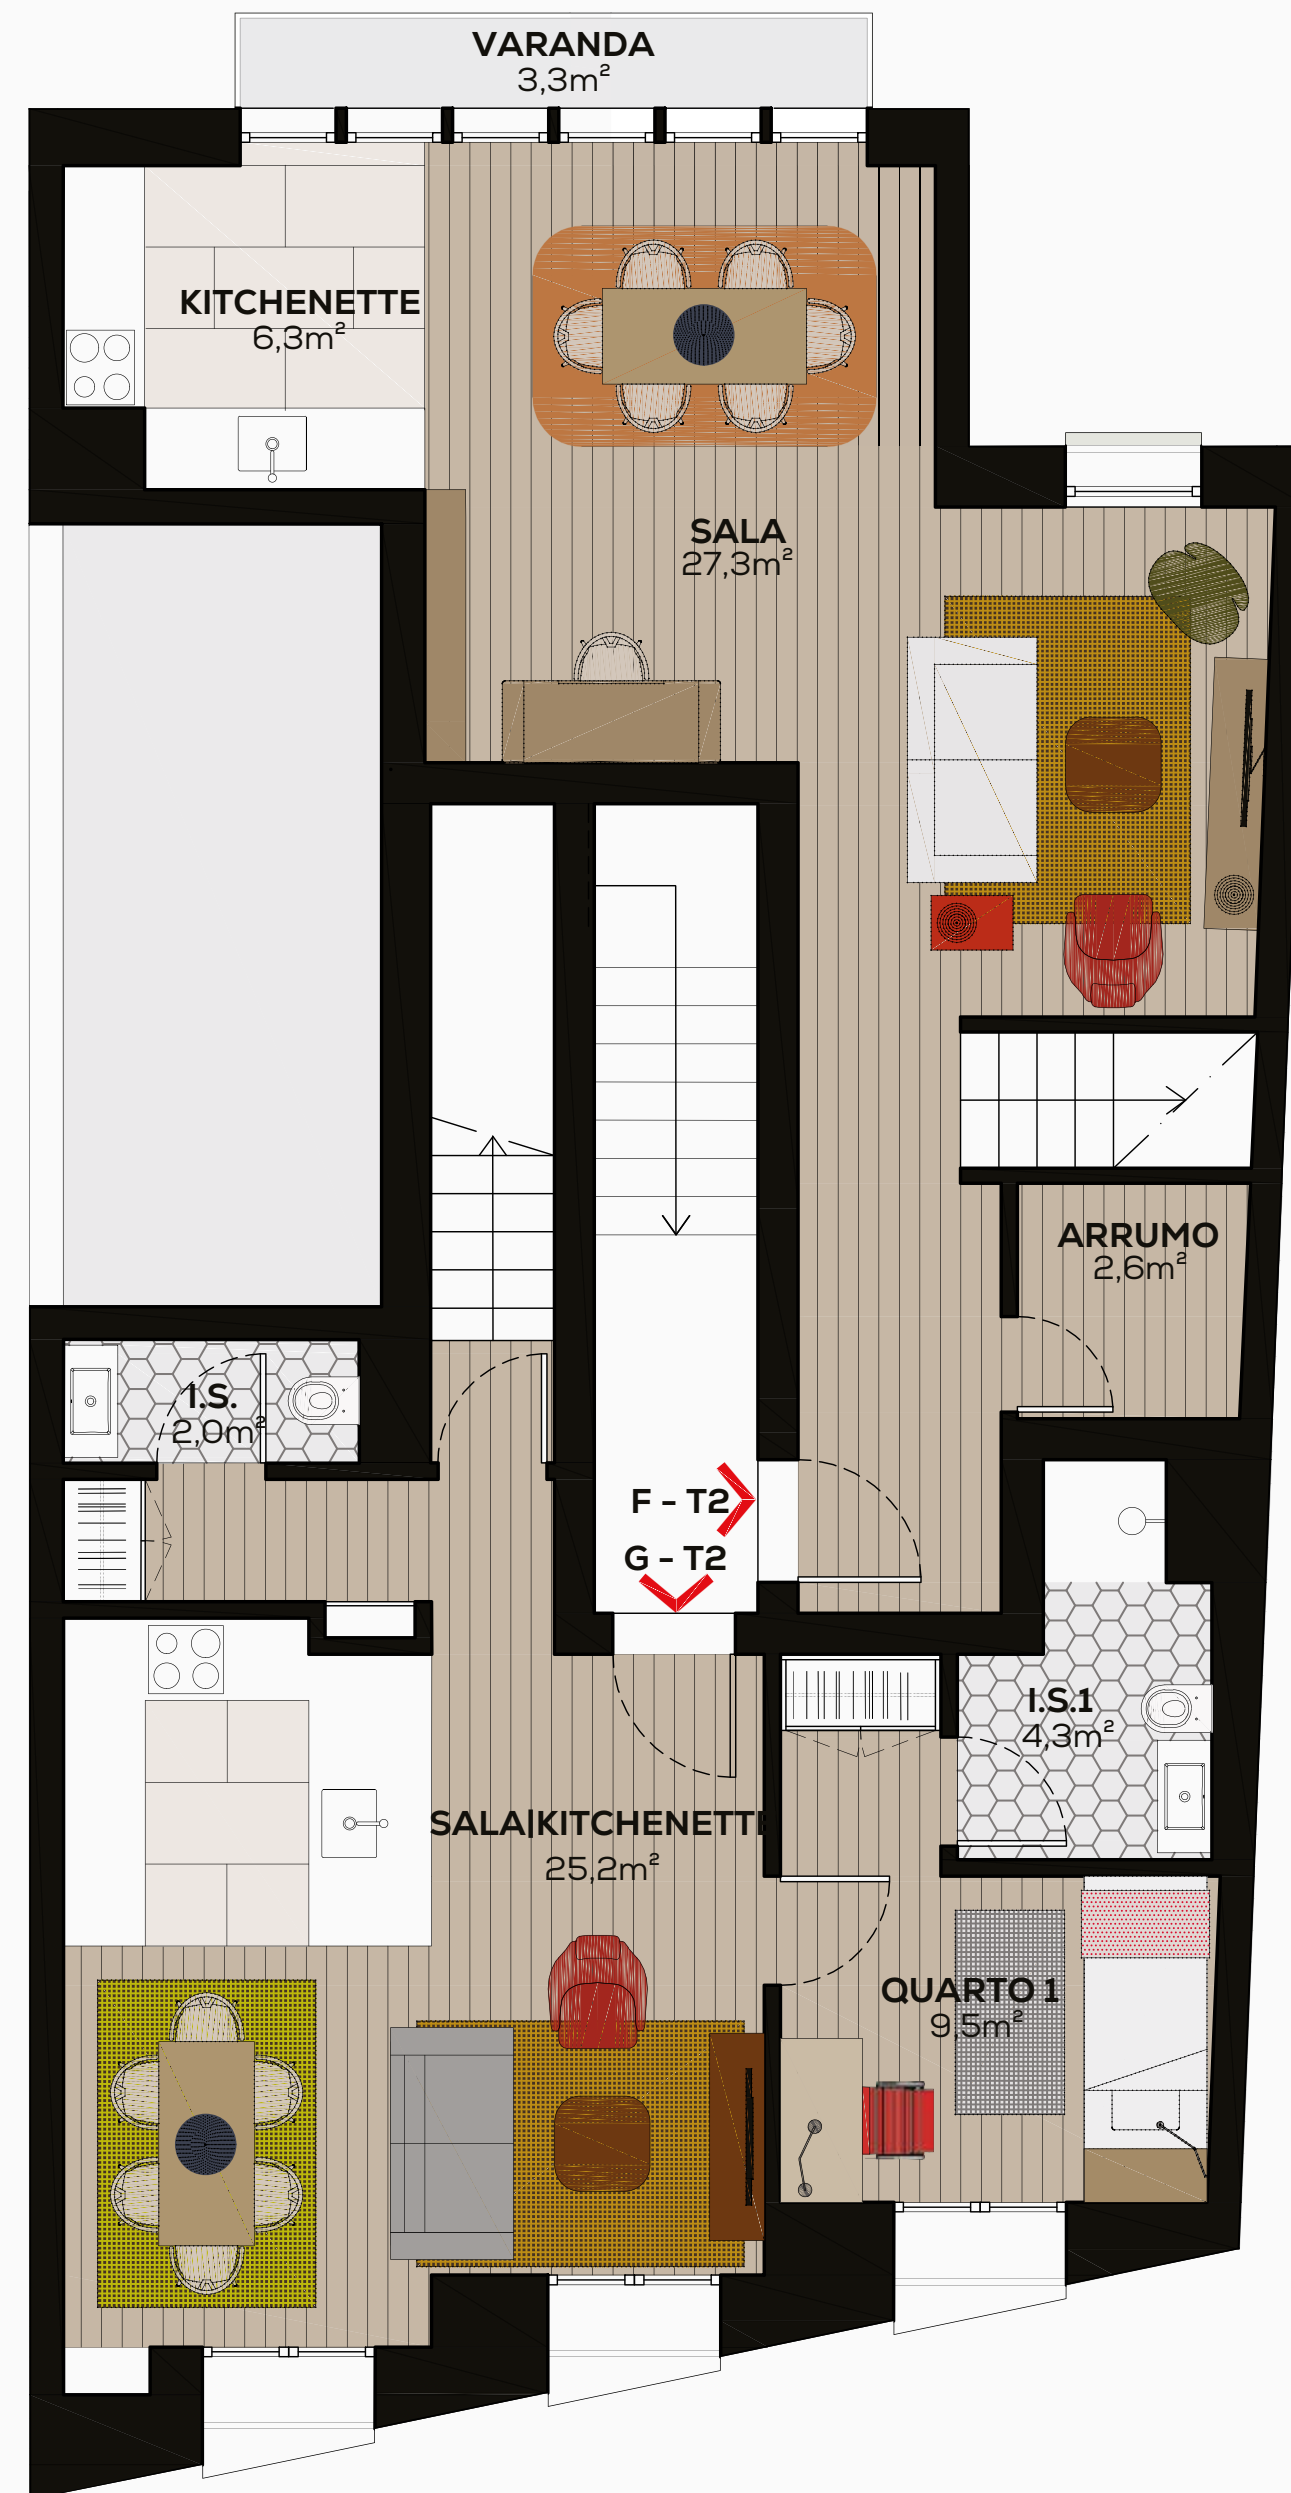 VARANDA
3,3m²
KITCHENETTE
6,3m²
SALA
27,3m²
ARRUMO
2,6m²
I.S.
2,0m²
F - T2
G - T2
I.S.1
4,3m²
SALA|KITCHENETTE
25,2m²
QUARTO 1
9,5m²